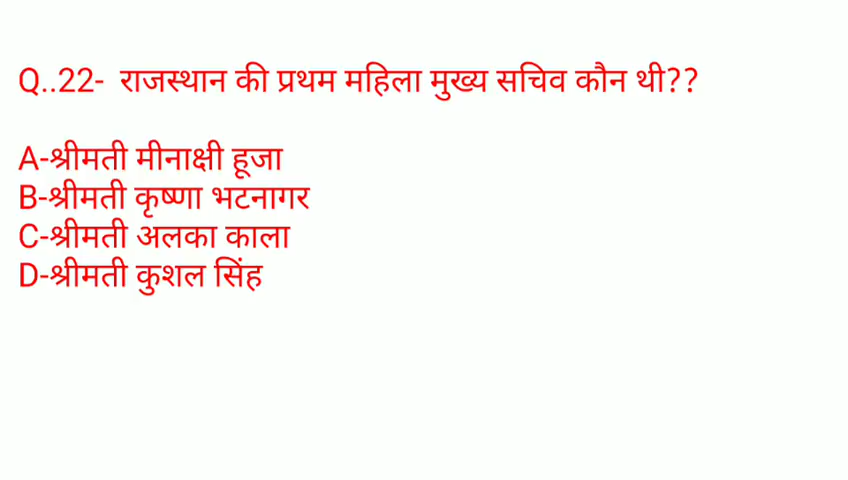 Q..22- राजस्थान की प्रथम महिला मुख्य सचिव कौन थी??
A-श्रीमती मीनाक्षी हूजा
B-श्रीमती कृष्णा भटनागर
C-श्रीमती अलका काला
D-श्रीमती कुशल सिंह